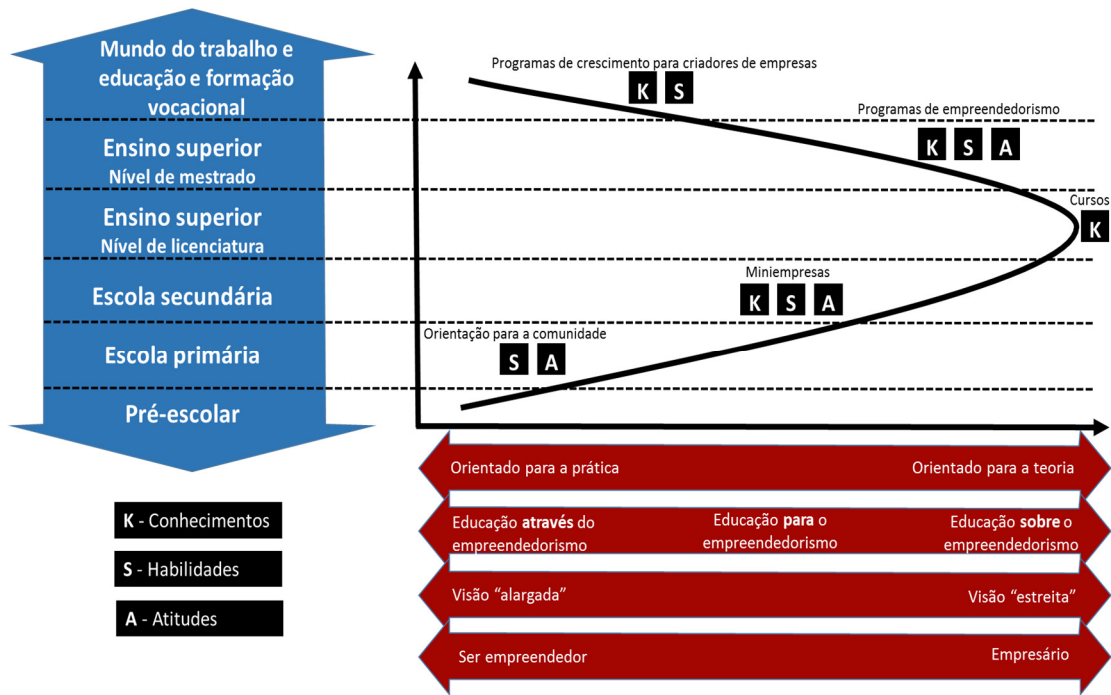 Mundo do trabalho e
educação e formação
vocacional
Ensino superior
Nível de mestrado
Ensino superior
Nível de licenciatura
Escola secundária
Escola primária
Pré-escolar
Programas de crescimento para criadores de empresas
K S
Programas de empreendedorismo
K S A
Cursos
K
Miniempresas
K S A
Orientação para a comunidade
S A
Orientado para a prática
Orientado para a teoria
Educação através do
empreendedorismo
Educação para o
empreendedorismo
Educação sobre o
empreendedorismo
Visão “alargada”
Visão “estreita”
Ser empreendedor
Empresário
K - Conhecimentos
S - Habilidades
A - Atitudes